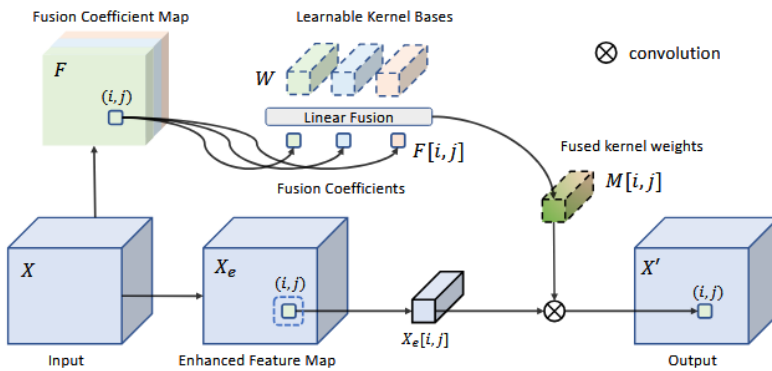 Fusion Coefficient Map
Learnable Kernel Bases
F
W
⊗ convolution
(i,j)
Linear Fusion
F[i,j]
Fused kernel weights
Fusion Coefficients
M[i,j]
X
Xₑ
X′
(i,j)
(i,j)
Xₑ[i,j]
Input
Enhanced Feature Map
Output